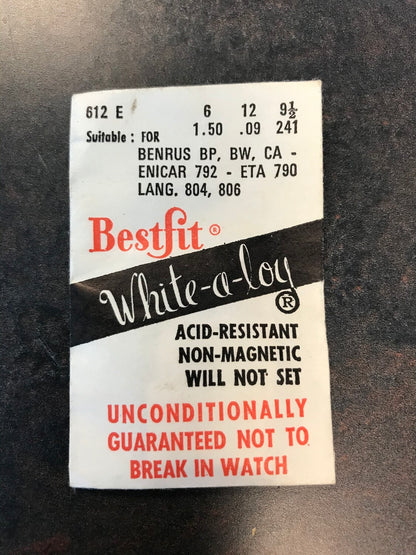 612 E 6 12 9½
Suitable : FOR 1.50 .09 241
BENRUS BP, BW, CA -
ENICAR 792 - ETA 790
LANG. 804, 806
Bestfit ®
White-a-loy ®
ACID-RESISTANT
NON-MAGNETIC
WILL NOT SET
UNCONDITIONALLY
GUARANTEED NOT TO
BREAK IN WATCH